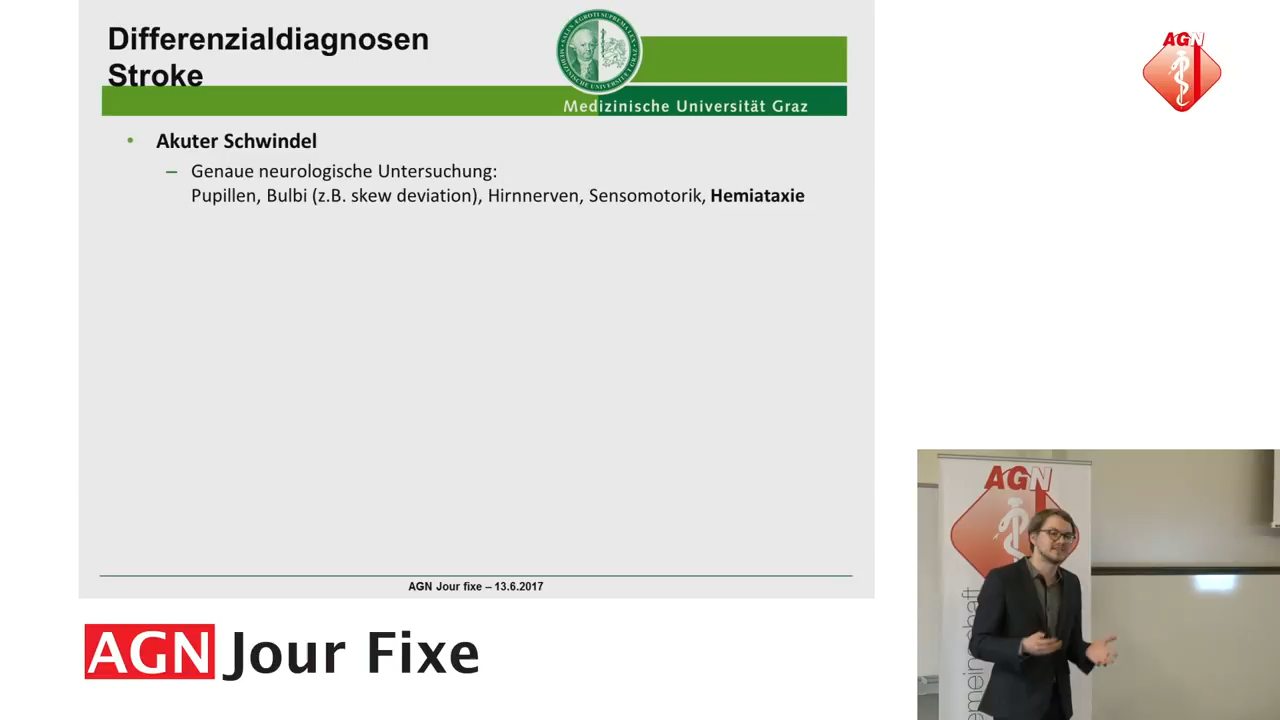 Differenzialdiagnosen
Stroke
Medizinische Universität Graz
AGN
• Akuter Schwindel
– Genaue neurologische Untersuchung:
Pupillen, Bulbi (z.B. skew deviation), Hirnnerven, Sensomotorik, Hemiataxie
AGN Jour fixe – 13.6.2017
AGN Jour Fixe
AGN